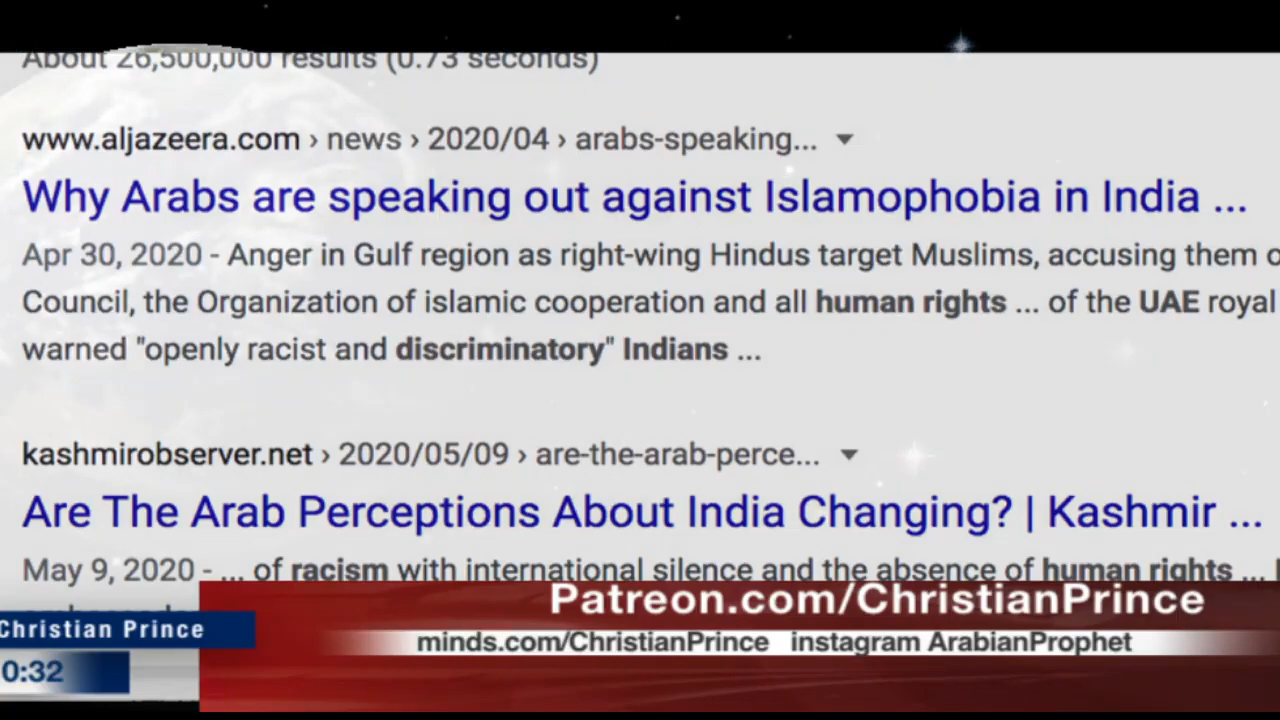 About 26,500,000 results (0.73 seconds)
www.aljazeera.com › news › 2020/04 › arabs-speaking...
Why Arabs are speaking out against Islamophobia in India ...
Apr 30, 2020 - Anger in Gulf region as right-wing Hindus target Muslims, accusing them
Council, the Organization of islamic cooperation and all human rights ... of the UAE royal
warned "openly racist and discriminatory" Indians ...
kashmirobserver.net › 2020/05/09 › are-the-arab-perce...
Are The Arab Perceptions About India Changing? | Kashmir ...
May 9, 2020 - ... of racism with international silence and the absence of human rights ...
Patreon.com/ChristianPrince
Christian Prince
minds.com/ChristianPrince instagram ArabianProphet
0:32